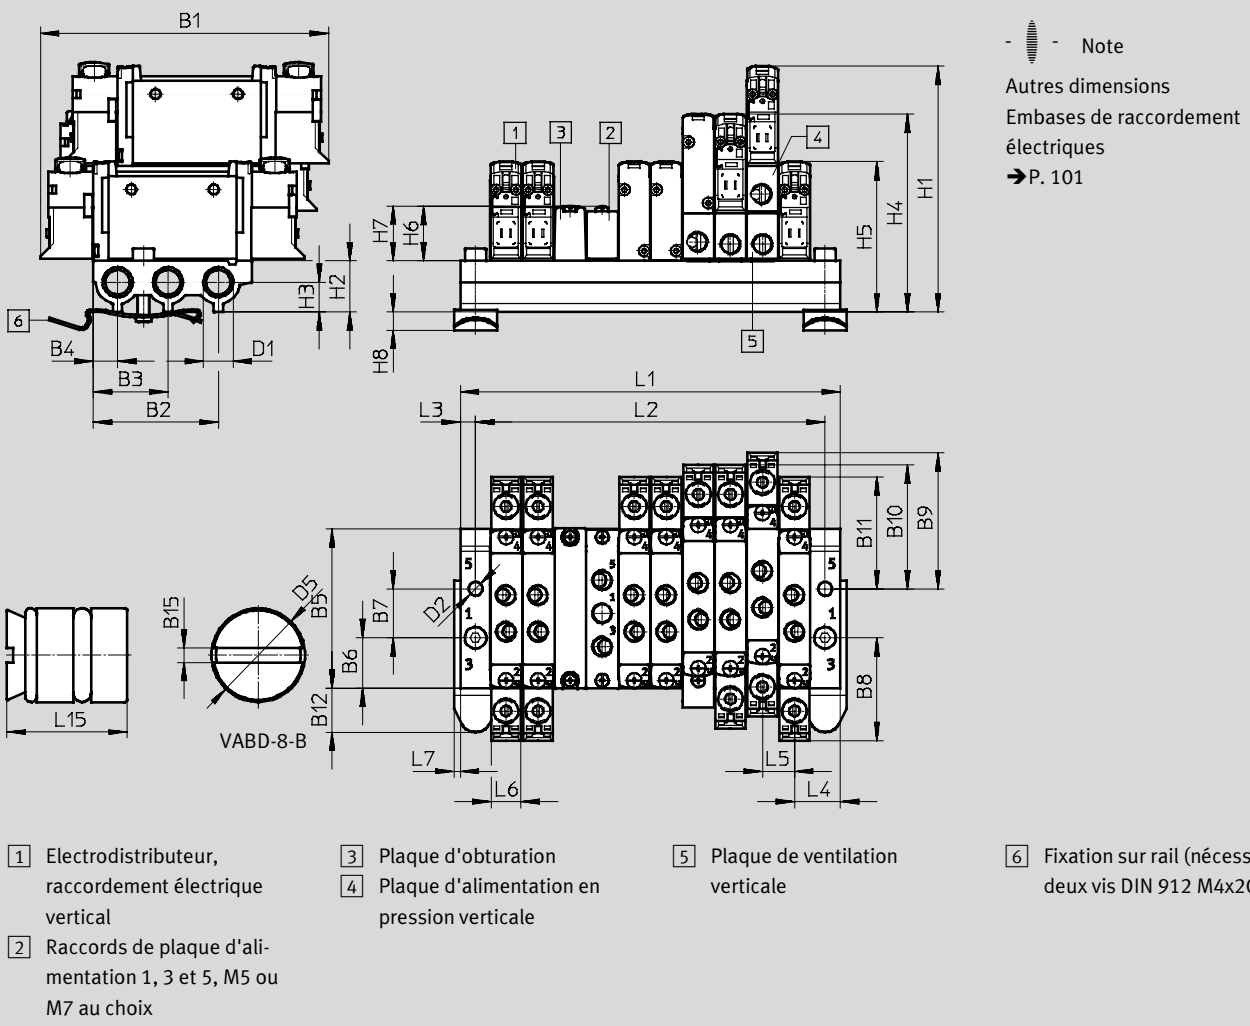 B1
- - Note
Autres dimensions
Embases de raccordement
électriques
➔P. 101
1
3
2
4
5
6
H1
H4
H5
H7
H6
H8
H3
H2
B4
D1
B3
B2
L1
L3
L2
B11
B10
B9
B5
B7
B6
B12
B8
D2
D5
B15
L15
VABD-8-B
L7
L6
L5
L4
5
1
3
5
1
3
1 Electrodistributeur,
raccordement électrique
vertical
2 Raccords de plaque d'ali-
mentation 1, 3 et 5, M5 ou
M7 au choix
3 Plaque d'obturation
4 Plaque d'alimentation en
pression verticale
5 Plaque de ventilation
verticale
6 Fixation sur rail (nécess
deux vis DIN 912 M4x2